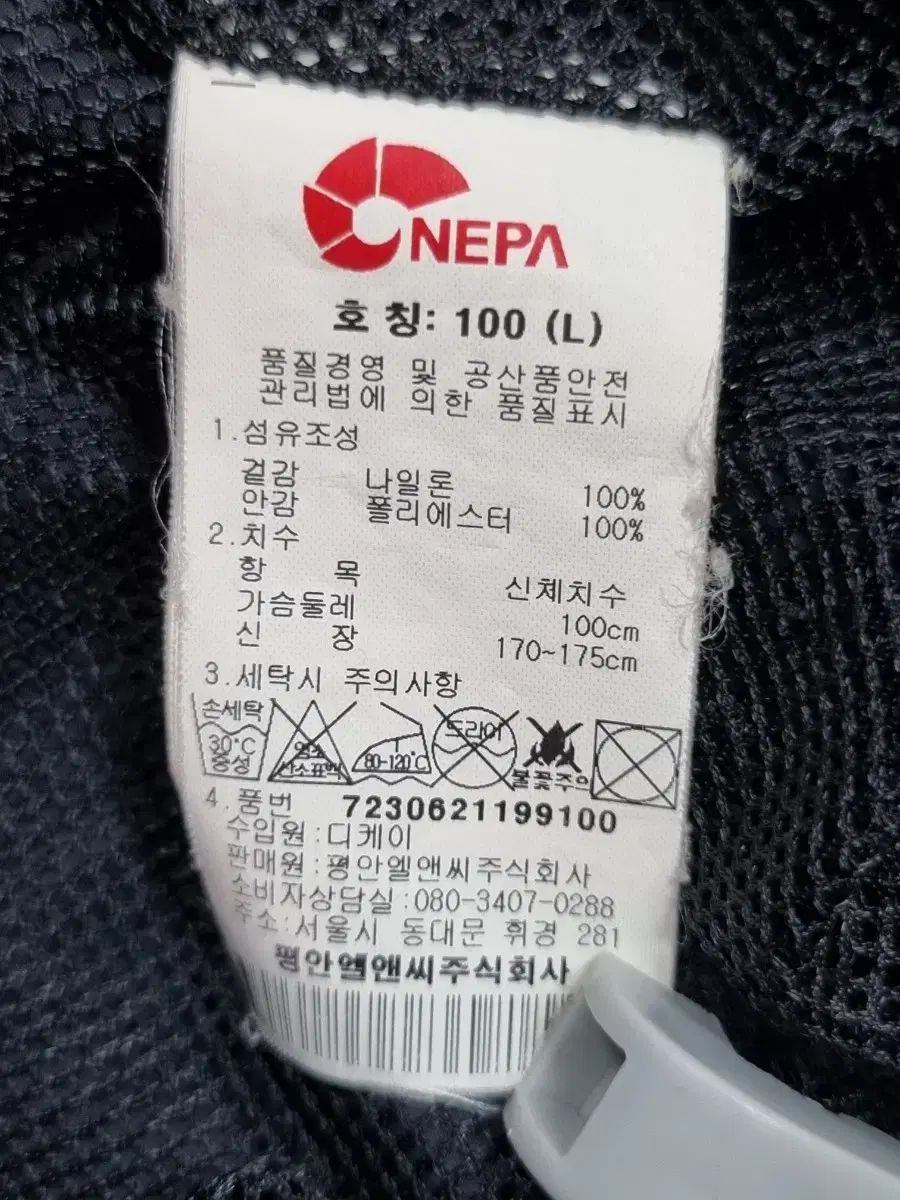 NEPA
호 칭: 100 (L)
품질경영 및 공산품안전
관리법에 의한 품질표시
1.섬유조성
겉감 나일론 100%
안감 폴리에스터 100%
2.치수
항 목 신체치수
가슴둘레 100cm
신 장 170~175cm
3.세탁시 주의사항
손세탁 30°C 중성
염소 산소표백
80-120°C
드라이
불꽃주의
4.품번 7230621199100
수입원:디케이
판매원:평안엘앤씨주식회사
소비자상담실:080-3407-0288
주소:서울시 동대문 휘경 281
평안엘앤씨주식회사